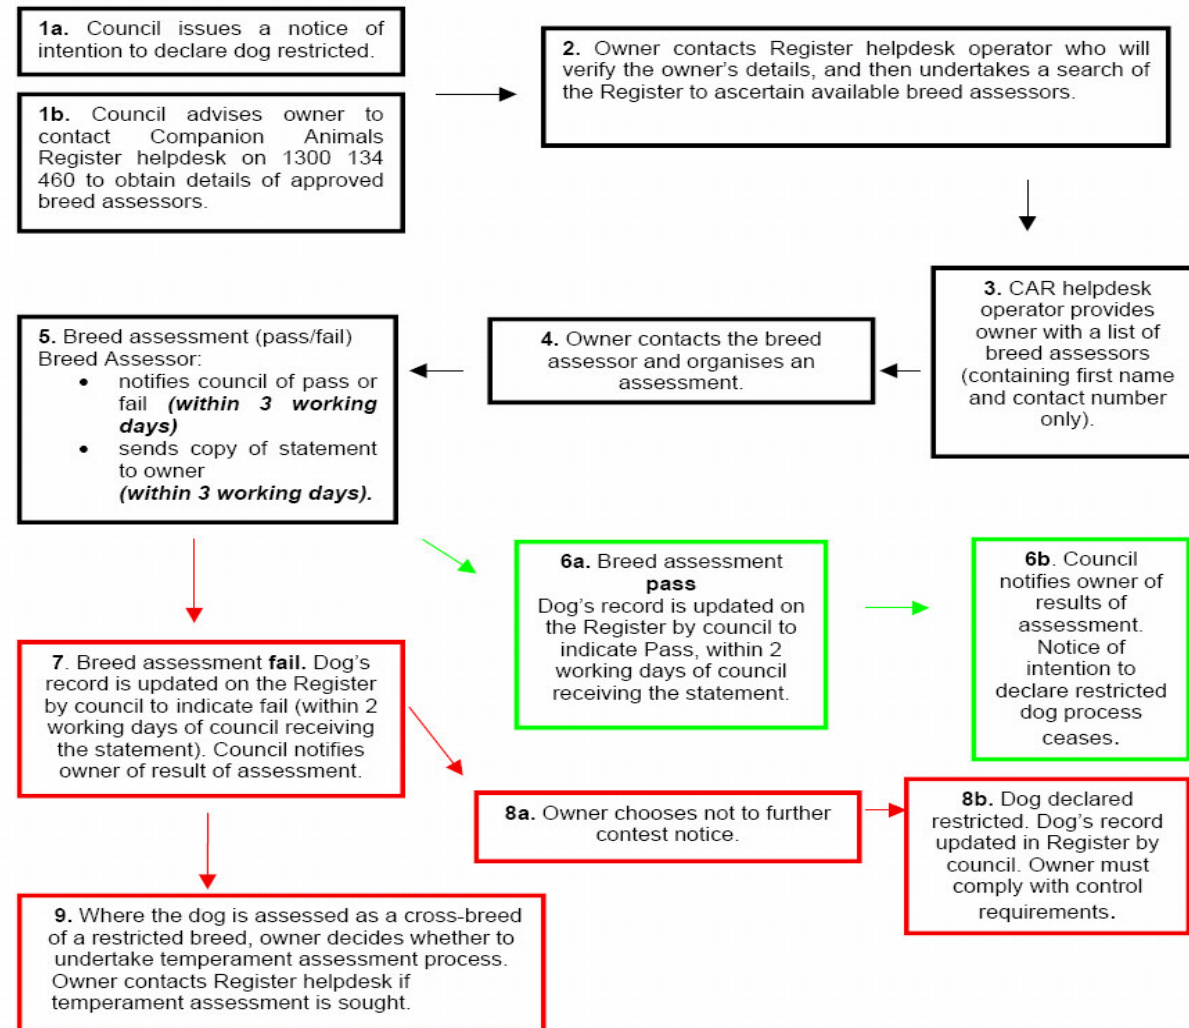 1a. Council issues a notice of
intention to declare dog restricted.
1b. Council advises owner to
contact Companion Animals
Register helpdesk on 1300 134
460 to obtain details of approved
breed assessors.
2. Owner contacts Register helpdesk operator who will
verify the owner's details, and then undertakes a search of
the Register to ascertain available breed assessors.
3. CAR helpdesk
operator provides
owner with a list of
breed assessors
(containing first name
and contact number
only).
4. Owner contacts the breed
assessor and organises an
assessment.
5. Breed assessment (pass/fail)
Breed Assessor:
• notifies council of pass or
fail (within 3 working
days)
• sends copy of statement
to owner
(within 3 working days).
6a. Breed assessment
pass
Dog's record is updated on
the Register by council to
indicate Pass, within 2
working days of council
receiving the statement.
6b. Council
notifies owner of
results of
assessment.
Notice of
intention to
declare restricted
dog process
ceases.
7. Breed assessment fail. Dog's
record is updated on the Register
by council to indicate fail (within 2
working days of council receiving
the statement). Council notifies
owner of result of assessment.
8a. Owner chooses not to further
contest notice.
8b. Dog declared
restricted. Dog's record
updated in Register by
council. Owner must
comply with control
requirements.
9. Where the dog is assessed as a cross-breed
of a restricted breed, owner decides whether to
undertake temperament assessment process.
Owner contacts Register helpdesk if
temperament assessment is sought.